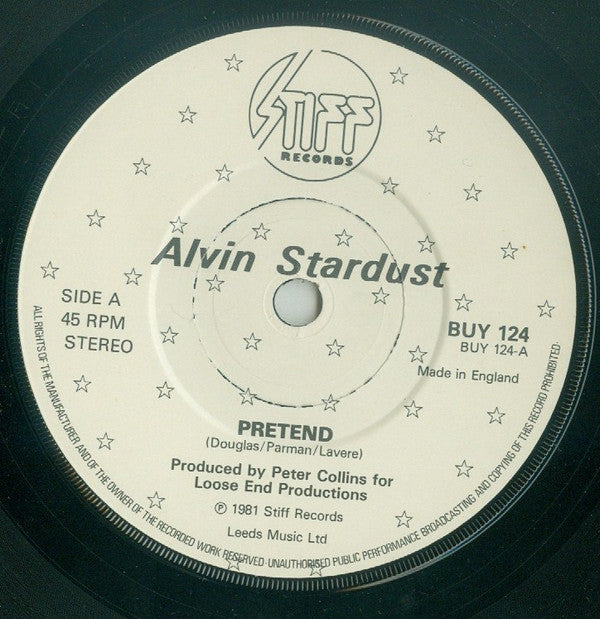 STIFF
RECORDS
Alvin Stardust
SIDE A
45 RPM
STEREO
BUY 124
BUY 124-A
Made in England
PRETEND
(Douglas/Parman/Lavere)
Produced by Peter Collins for
Loose End Productions
℗ 1981 Stiff Records
Leeds Music Ltd
ALL RIGHTS OF THE MANUFACTURER AND OF THE OWNER OF THE RECORDED WORK RESERVED · UNAUTHORISED PUBLIC PERFORMANCE BROADCASTING AND COPYING OF THIS RECORD PROHIBITED ·